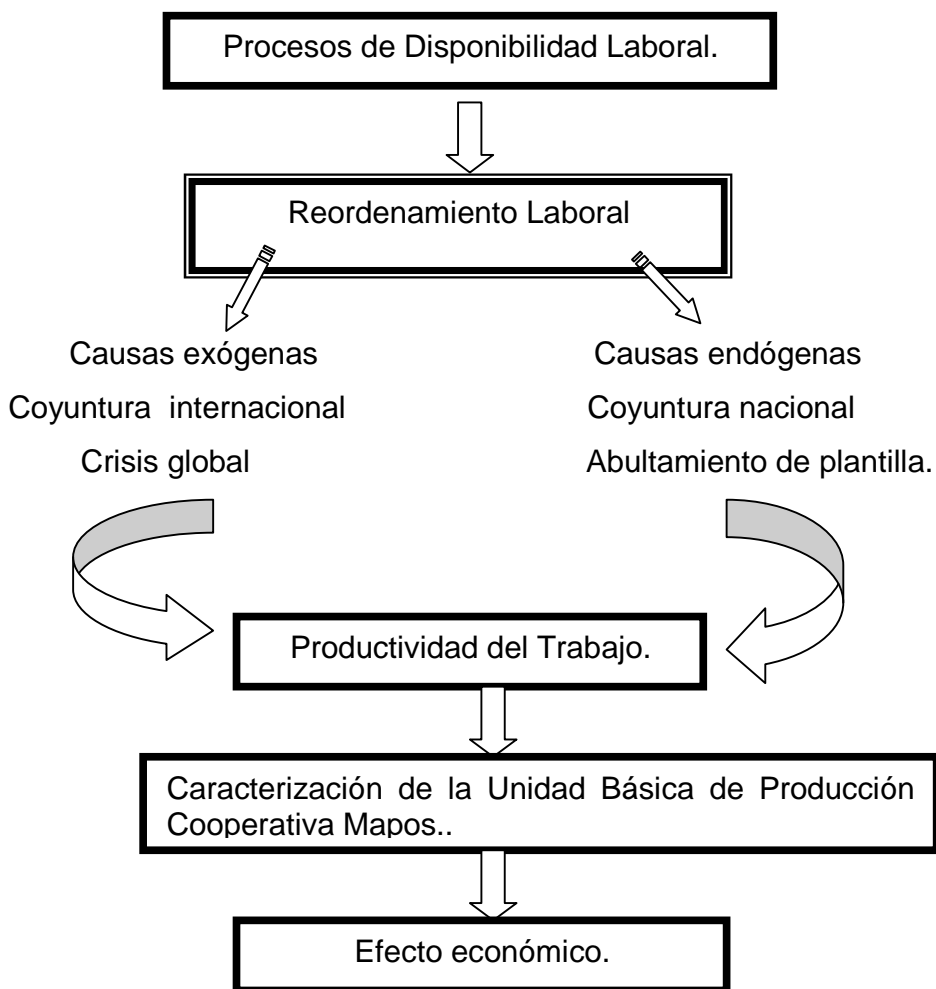 Procesos de Disponibilidad Laboral.
Reordenamiento Laboral
Causas exógenas
Causas endógenas
Coyuntura internacional
Coyuntura nacional
Crisis global
Abultamiento de plantilla.
Productividad del Trabajo.
Caracterización de la Unidad Básica de Producción
Cooperativa Mapos..
Efecto económico.